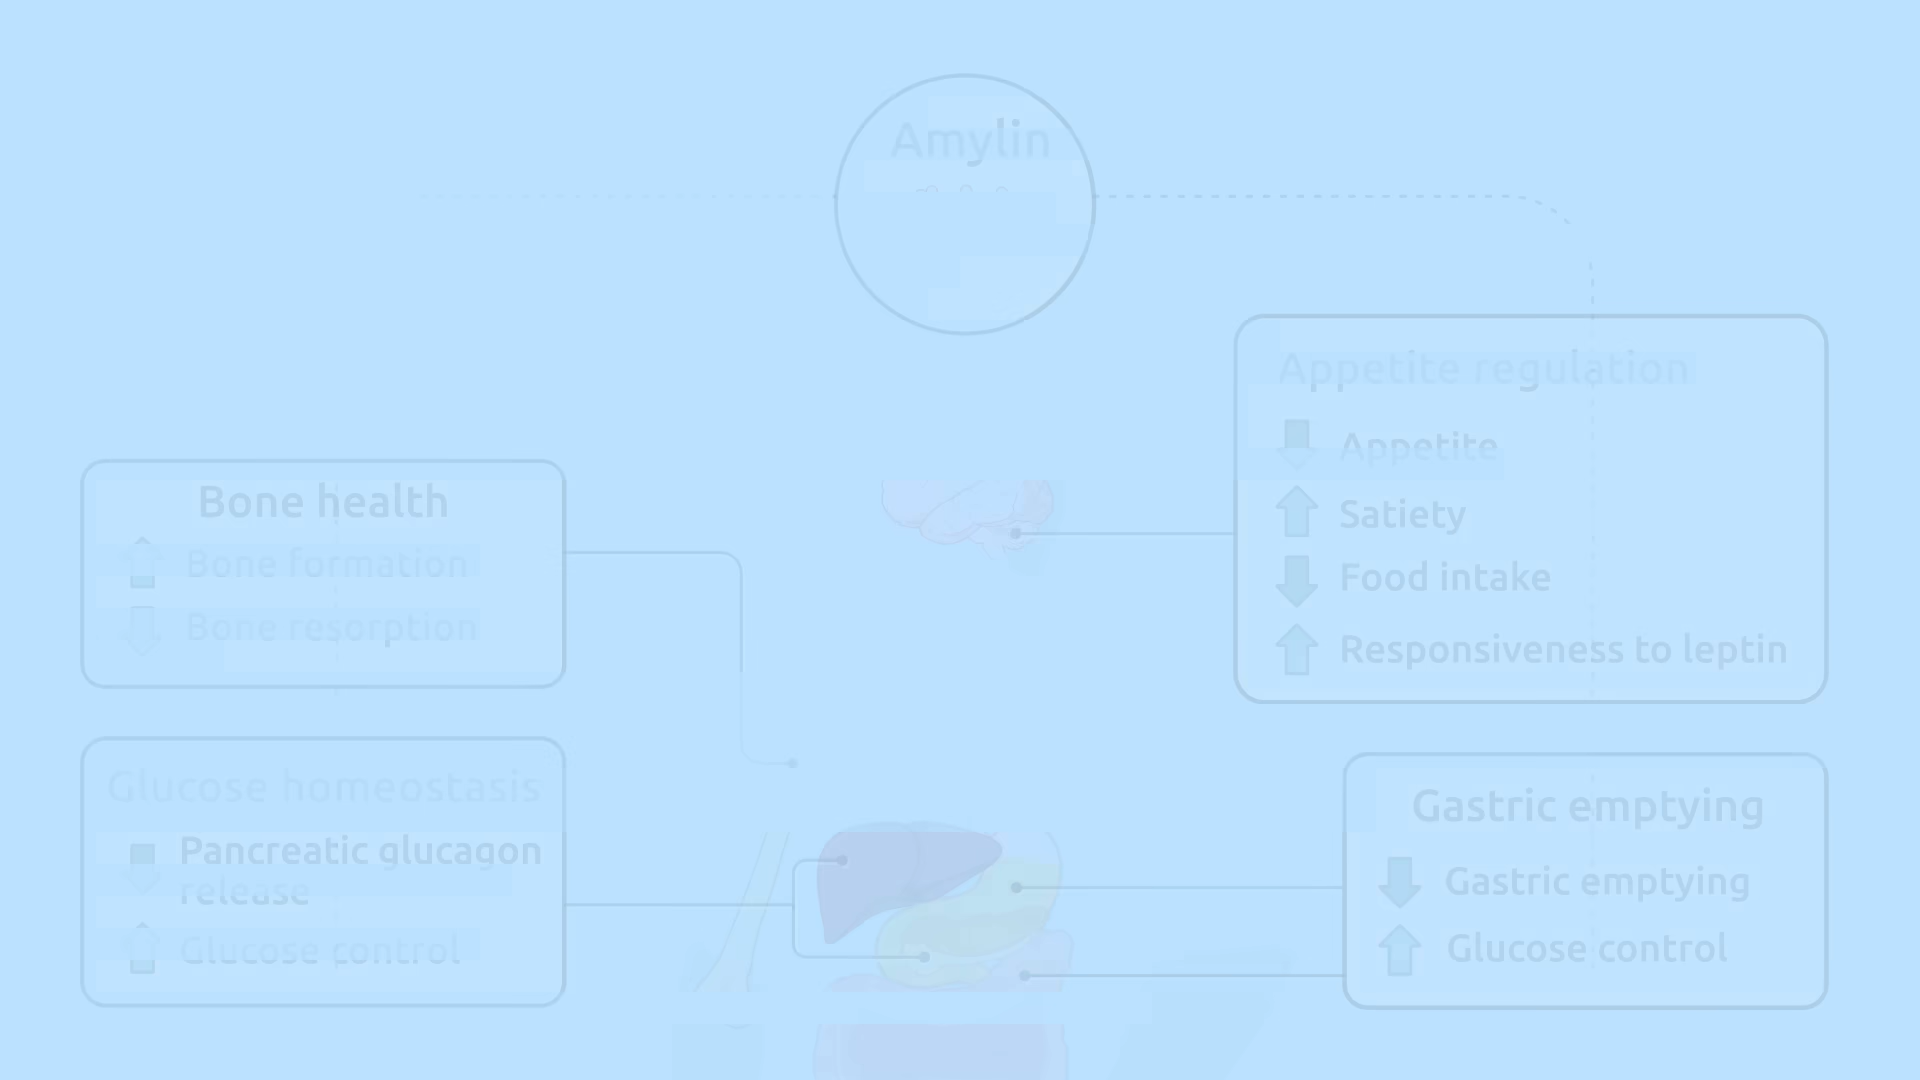 Amylin
Appetite regulation
Appetite
Satiety
Food intake
Responsiveness to leptin
Bone health
Bone formation
Bone resorption
Glucose homeostasis
Pancreatic glucagon
release
Glucose control
Gastric emptying
Gastric emptying
Glucose control